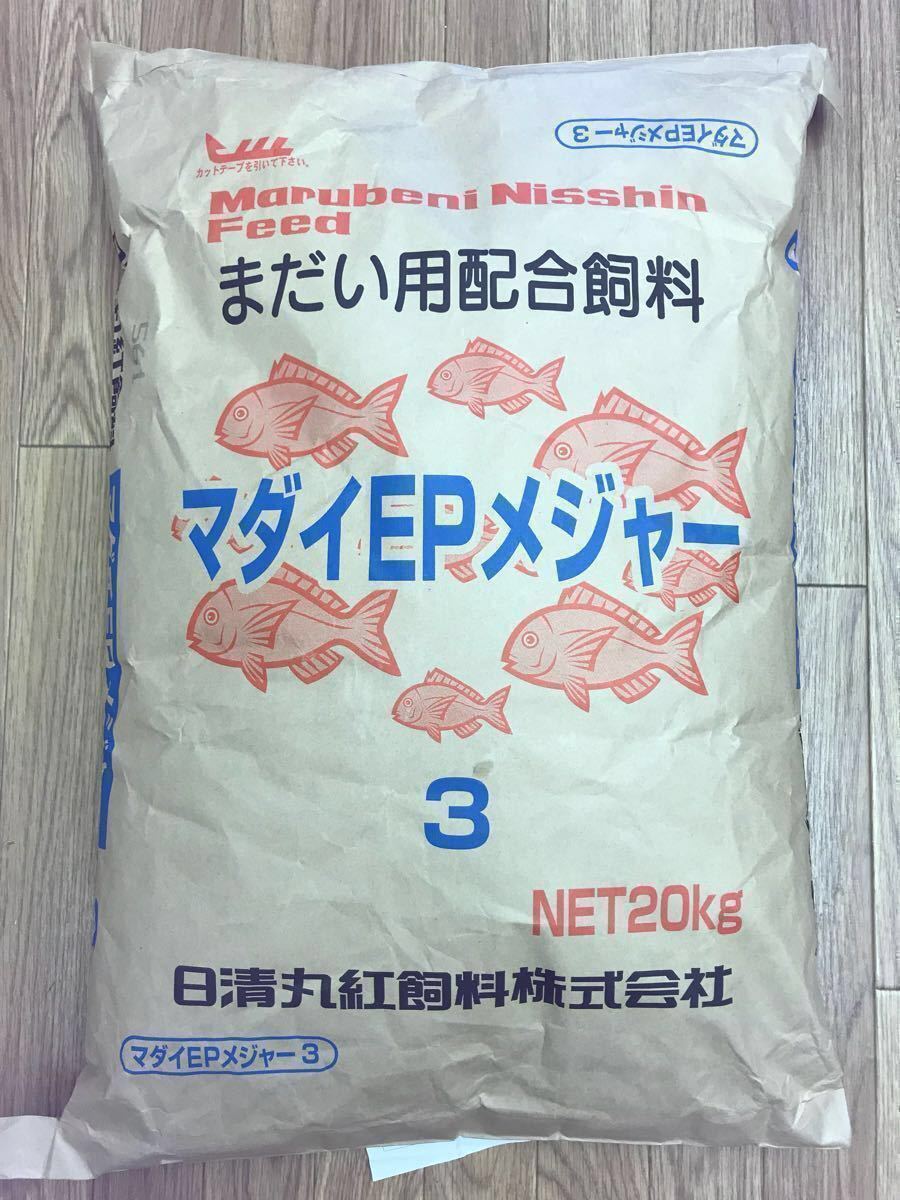 マダイEPメジャー3
カットテープを引いて下さい。
Marubeni Nisshin
Feed
まだい用配合飼料
マダイEPメジャー
3
NET20kg
日清丸紅飼料株式会社
マダイEPメジャー3